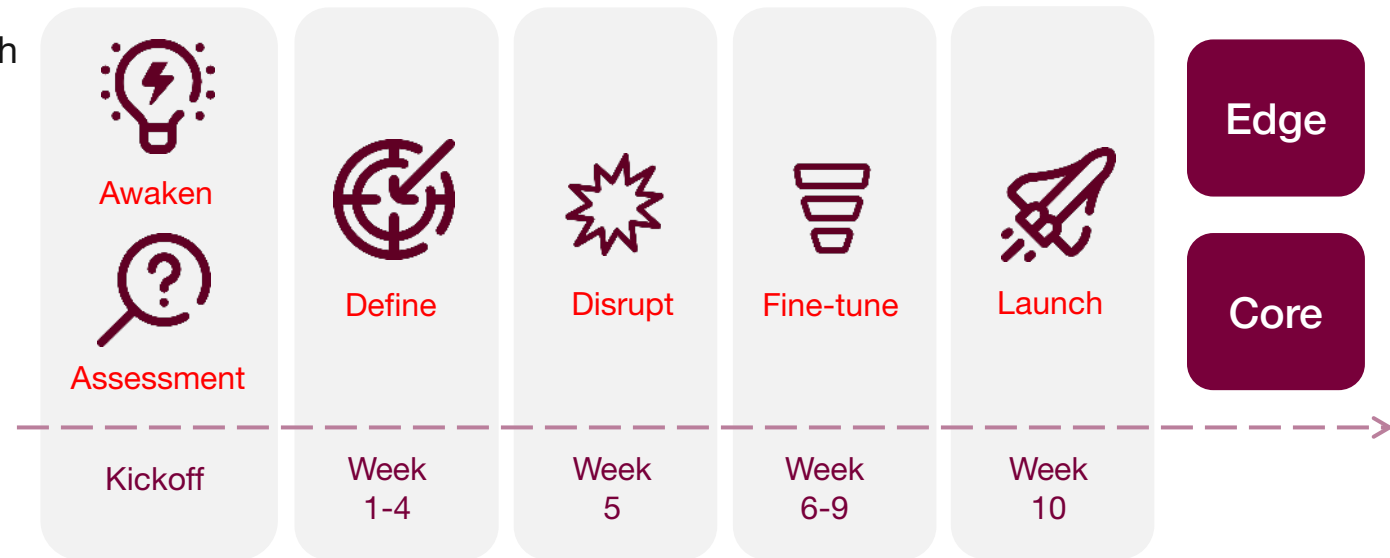 h
Awaken
Assessment
Kickoff
Define
Week
1-4
Disrupt
Week
5
Fine-tune
Week
6-9
Launch
Week
10
Edge
Core